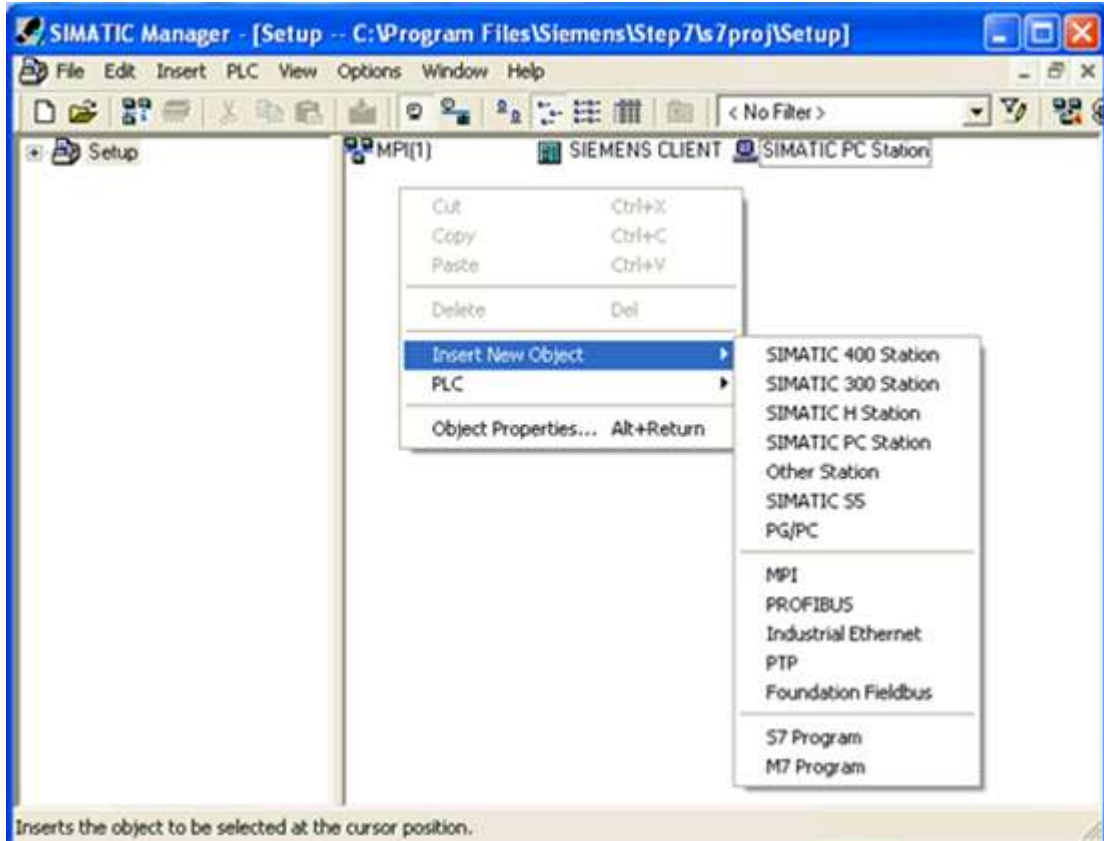 SIMATIC Manager - [Setup -- C:\Program Files\Siemens\Step7\s7proj\Setup]
File Edit Insert PLC View Options Window Help
< No Filter >
Setup
MPI(1) SIEMENS CLIENT SIMATIC PC Station
Cut Ctrl+X
Copy Ctrl+C
Paste Ctrl+V
Delete Del
Insert New Object
PLC
Object Properties... Alt+Return
SIMATIC 400 Station
SIMATIC 300 Station
SIMATIC H Station
SIMATIC PC Station
Other Station
SIMATIC S5
PG/PC
MPI
PROFIBUS
Industrial Ethernet
PTP
Foundation Fieldbus
S7 Program
M7 Program
Inserts the object to be selected at the cursor position.